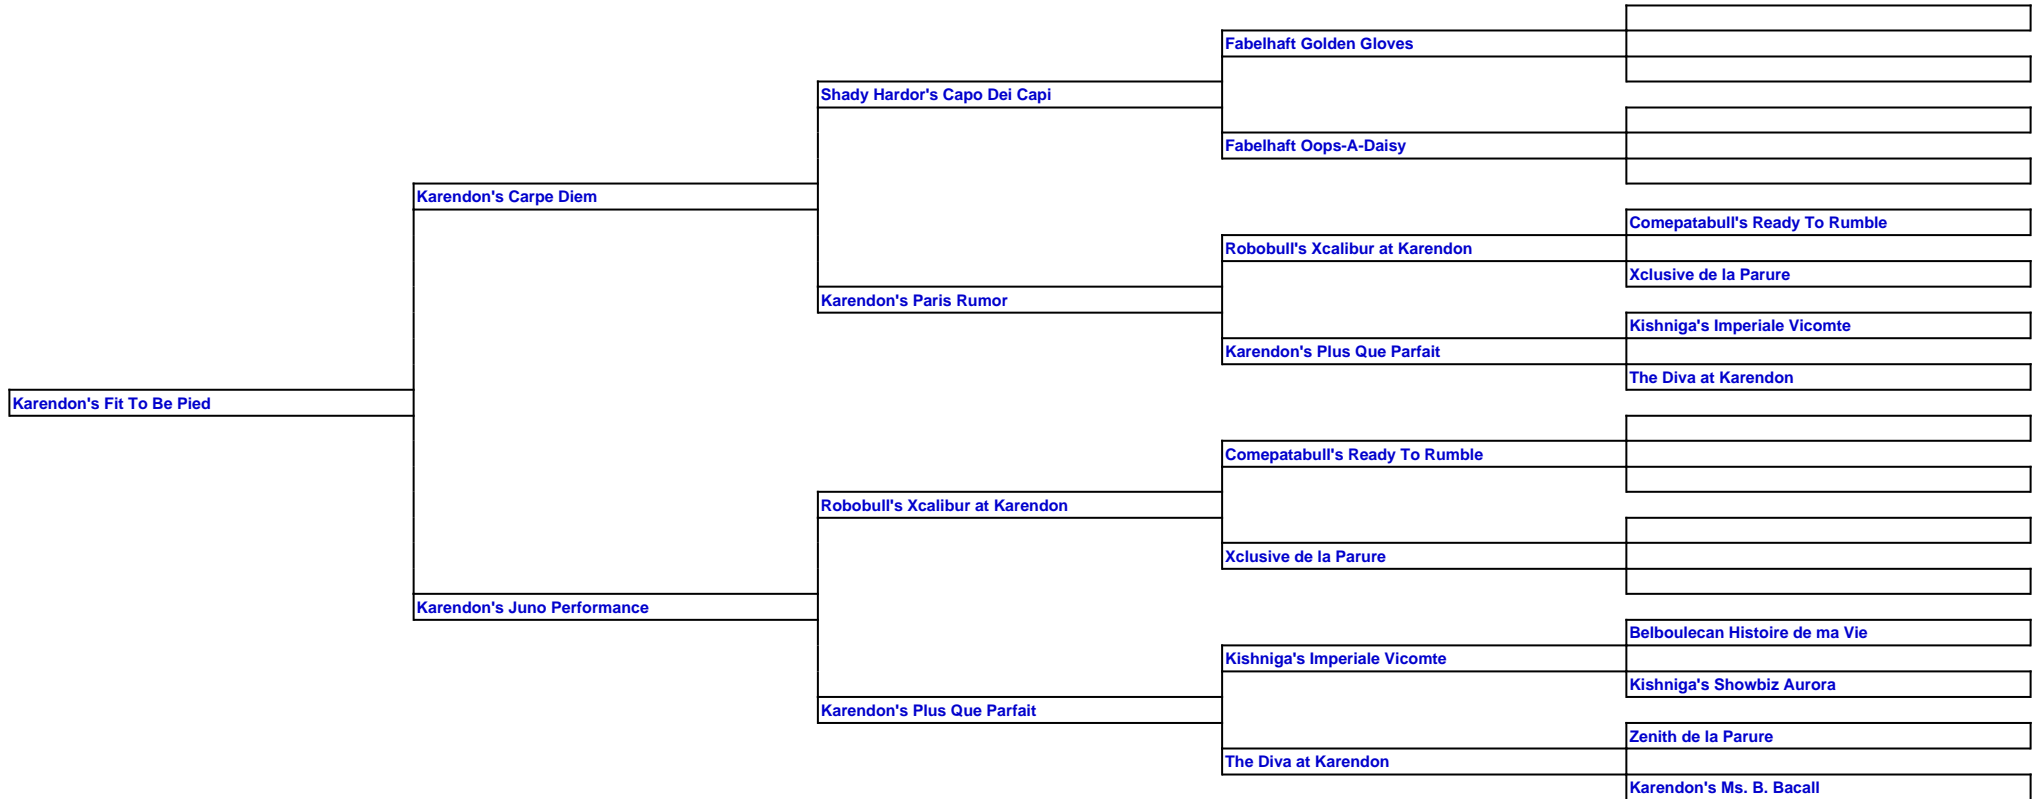 Fabelhaft Golden Gloves
Shady Hardor's Capo Dei Capi
Fabelhaft Oops-A-Daisy
Karendon's Carpe Diem
Comepatabull's Ready To Rumble
Robobull's Xcalibur at Karendon
Xclusive de la Parure
Karendon's Paris Rumor
Kishniga's Imperiale Vicomte
Karendon's Plus Que Parfait
The Diva at Karendon
Karendon's Fit To Be Pied
Comepatabull's Ready To Rumble
Robobull's Xcalibur at Karendon
Xclusive de la Parure
Karendon's Juno Performance
Belboulecan Histoire de ma Vie
Kishniga's Imperiale Vicomte
Kishniga's Showbiz Aurora
Karendon's Plus Que Parfait
Zenith de la Parure
The Diva at Karendon
Karendon's Ms. B. Bacall